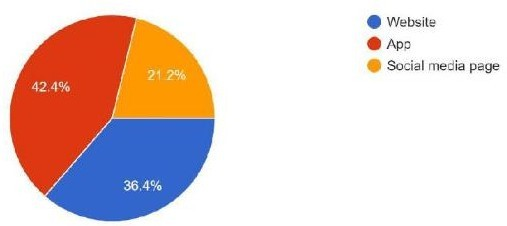 Website
App
Social media page
42.4%
21.2%
36.4%